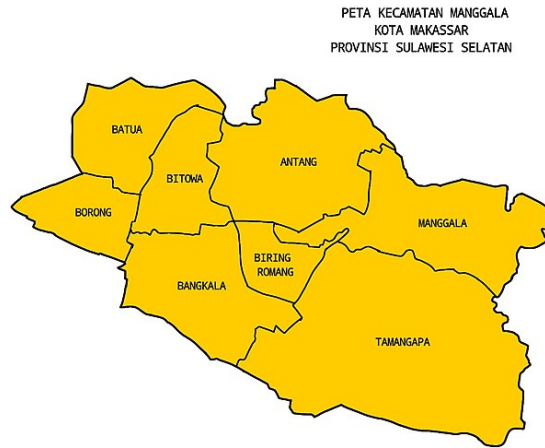 PETA KECAMATAN MANGGALA
KOTA MAKASSAR
PROVINSI SULAWESI SELATAN
BATUA
BITOWA
ANTANG
BORONG
MANGGALA
BIRING
ROMANG
BANGKALA
TAMANGAPA